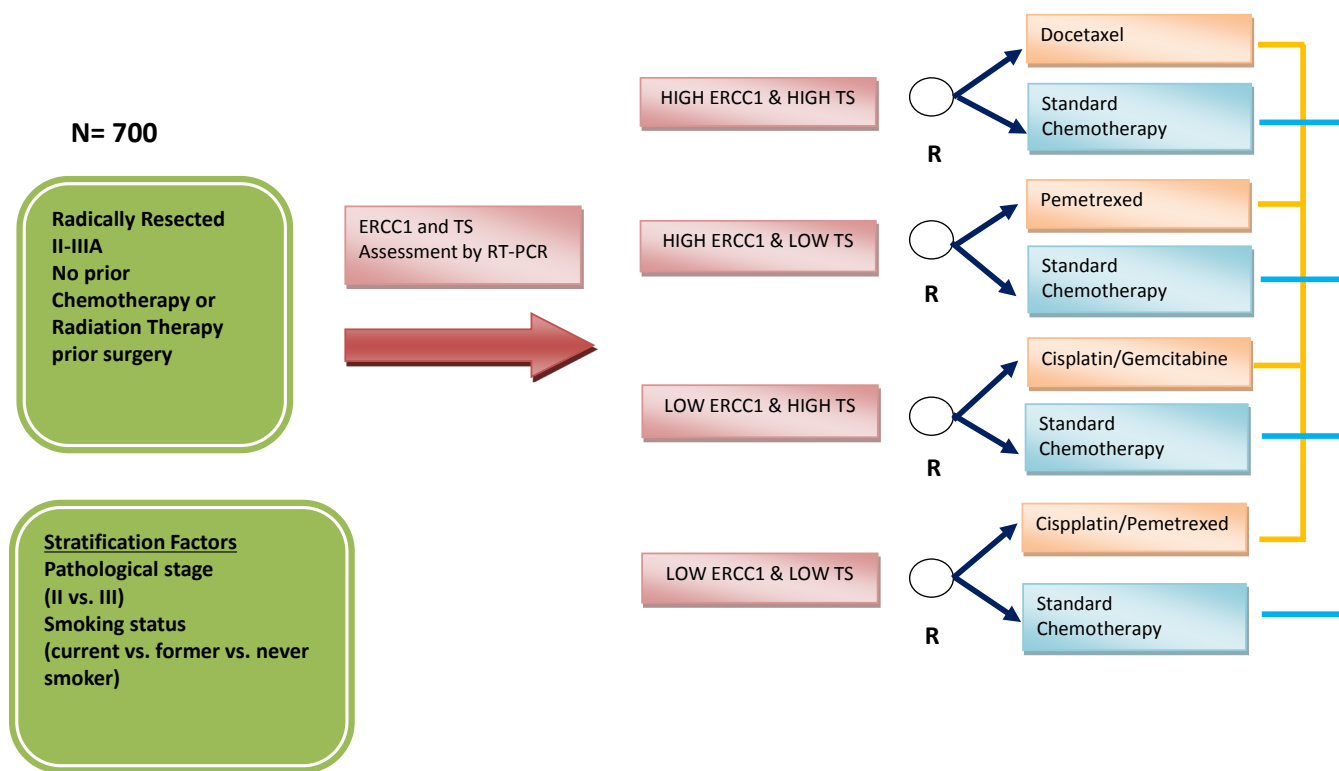 N= 700
Radically Resected
II-IIIA
No prior
Chemotherapy or
Radiation Therapy
prior surgery
Stratification Factors
Pathological stage
(II vs. III)
Smoking status
(current vs. former vs. never
smoker)
ERCC1 and TS
Assessment by RT-PCR
HIGH ERCC1 & HIGH TS
R
Docetaxel
Standard
Chemotherapy
HIGH ERCC1 & LOW TS
R
Pemetrexed
Standard
Chemotherapy
LOW ERCC1 & HIGH TS
R
Cisplatin/Gemcitabine
Standard
Chemotherapy
LOW ERCC1 & LOW TS
R
Cispplatin/Pemetrexed
Standard
Chemotherapy